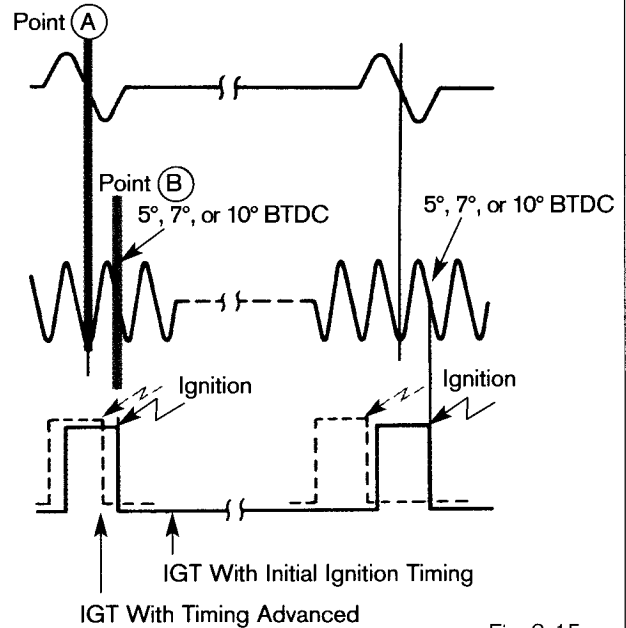 Point A
Point B
5°, 7°, or 10° BTDC
5°, 7°, or 10° BTDC
Ignition
Ignition
IGT With Initial Ignition Timing
IGT With Timing Advanced